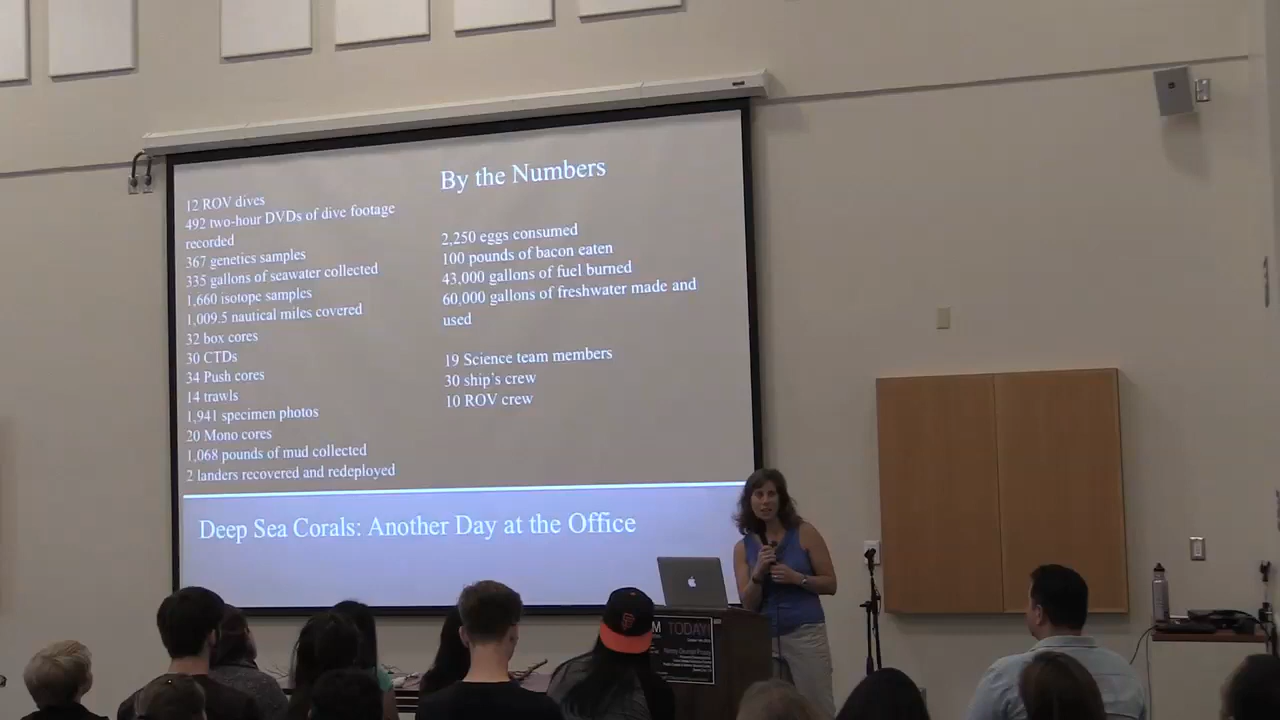 By the Numbers
12 ROV dives
492 two-hour DVDs of dive footage
recorded
367 genetics samples
335 gallons of seawater collected
1,660 isotope samples
1,009.5 nautical miles covered
32 box cores
30 CTDs
34 Push cores
14 trawls
1,941 specimen photos
20 Mono cores
1,068 pounds of mud collected
2 landers recovered and redeployed
2,250 eggs consumed
100 pounds of bacon eaten
43,000 gallons of fuel burned
60,000 gallons of freshwater made and
used
19 Science team members
30 ship's crew
10 ROV crew
Deep Sea Corals: Another Day at the Office
TODAY!